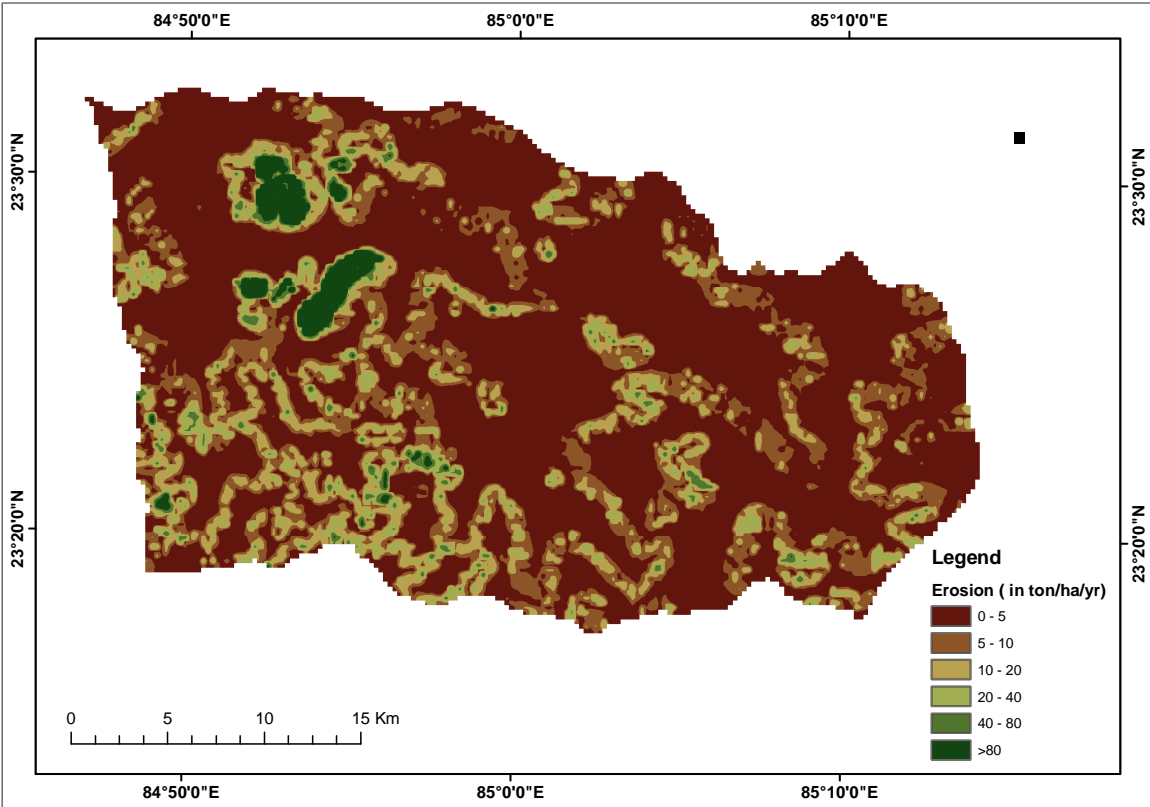 84°50'0"E 85°0'0"E 85°10'0"E
23°30'0"N
23°30'0"N
23°20'0"N
23°20'0"N
Legend
Erosion ( in ton/ha/yr)
0 - 5
5 - 10
10 - 20
20 - 40
40 - 80
>80
0 5 10 15 Km
84°50'0"E 85°0'0"E 85°10'0"E